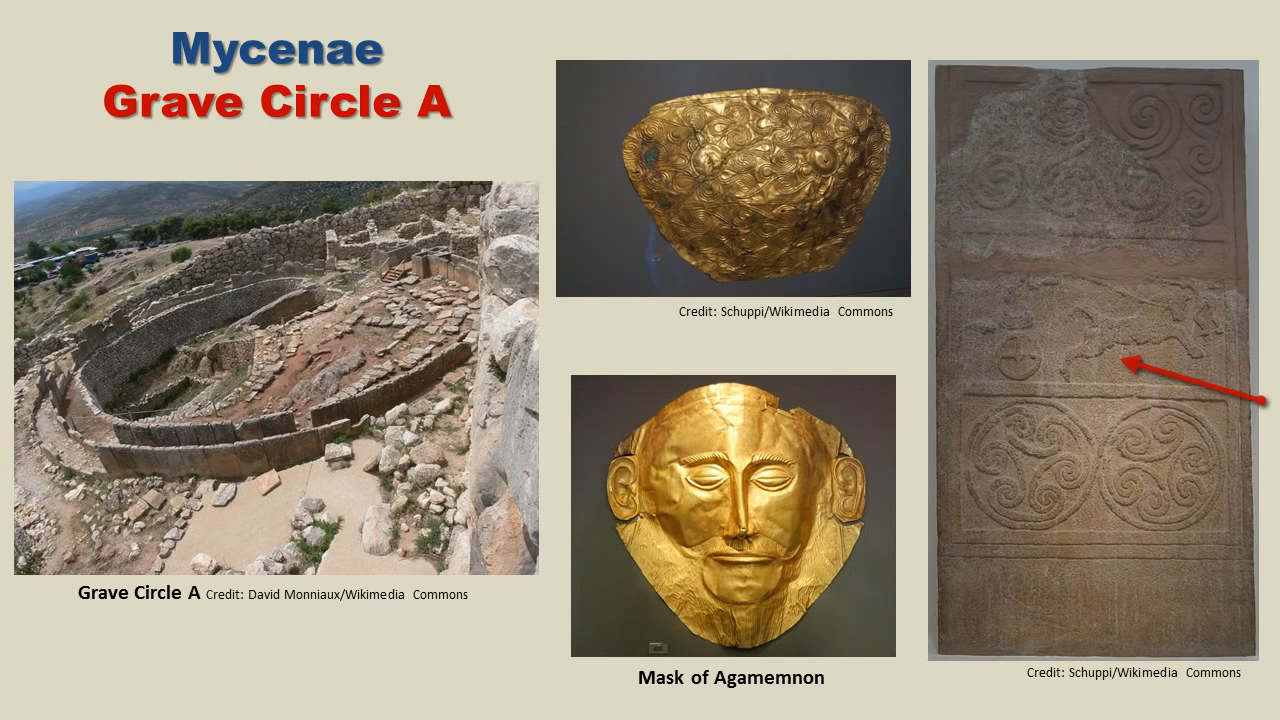 Mycenae
Grave Circle A
Credit: Schuppi/Wikimedia Commons
Grave Circle A Credit: David Monniaux/Wikimedia Commons
Mask of Agamemnon
Credit: Schuppi/Wikimedia Commons